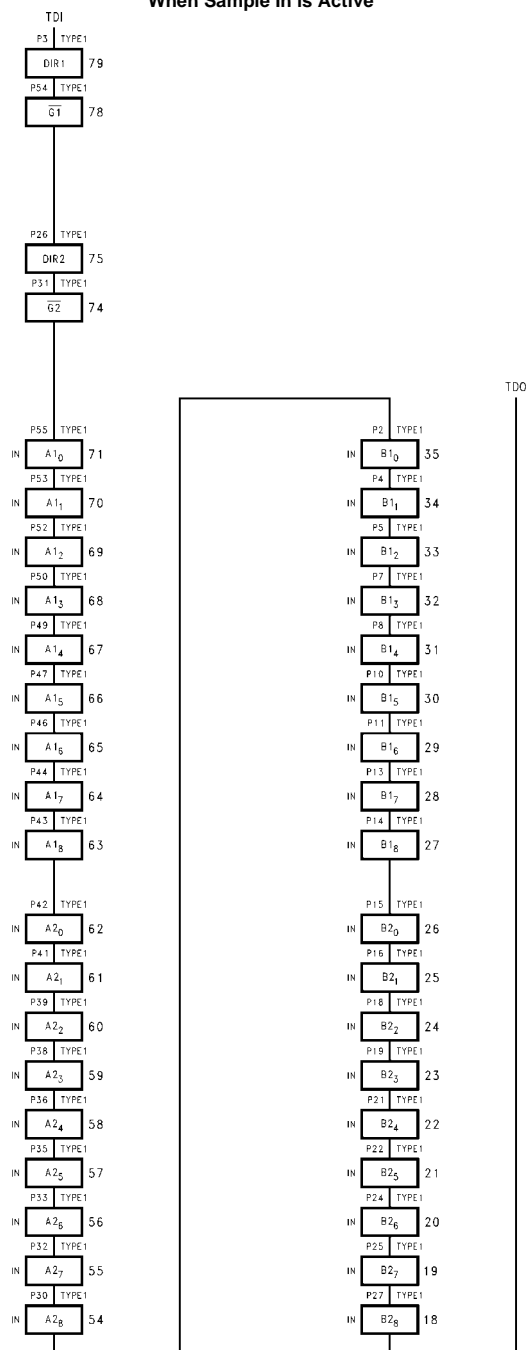 When Sample In is Active
TDI
P3 TYPE1
DIR1 79
P54 TYPE1
G1 78
P26 TYPE1
DIR2 75
P31 TYPE1
G2 74
P55 TYPE1
IN A1₀ 71
P53 TYPE1
IN A1₁ 70
P52 TYPE1
IN A1₂ 69
P50 TYPE1
IN A1₃ 68
P49 TYPE1
IN A1₄ 67
P47 TYPE1
IN A1₅ 66
P46 TYPE1
IN A1₆ 65
P44 TYPE1
IN A1₇ 64
P43 TYPE1
IN A1₈ 63
P42 TYPE1
IN A2₀ 62
P41 TYPE1
IN A2₁ 61
P39 TYPE1
IN A2₂ 60
P38 TYPE1
IN A2₃ 59
P36 TYPE1
IN A2₄ 58
P35 TYPE1
IN A2₅ 57
P33 TYPE1
IN A2₆ 56
P32 TYPE1
IN A2₇ 55
P30 TYPE1
IN A2₈ 54
P2 TYPE1
IN B1₀ 35
P4 TYPE1
IN B1₁ 34
P5 TYPE1
IN B1₂ 33
P7 TYPE1
IN B1₃ 32
P8 TYPE1
IN B1₄ 31
P10 TYPE1
IN B1₅ 30
P11 TYPE1
IN B1₆ 29
P13 TYPE1
IN B1₇ 28
P14 TYPE1
IN B1₈ 27
P15 TYPE1
IN B2₀ 26
P16 TYPE1
IN B2₁ 25
P18 TYPE1
IN B2₂ 24
P19 TYPE1
IN B2₃ 23
P21 TYPE1
IN B2₄ 22
P22 TYPE1
IN B2₅ 21
P24 TYPE1
IN B2₆ 20
P25 TYPE1
IN B2₇ 19
P27 TYPE1
IN B2₈ 18
TDO